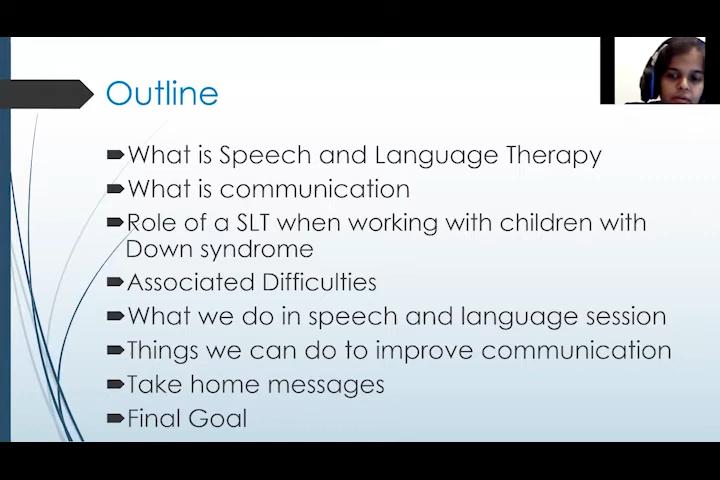 Outline
What is Speech and Language Therapy
What is communication
Role of a SLT when working with children with
Down syndrome
Associated Difficulties
What we do in speech and language session
Things we can do to improve communication
Take home messages
Final Goal